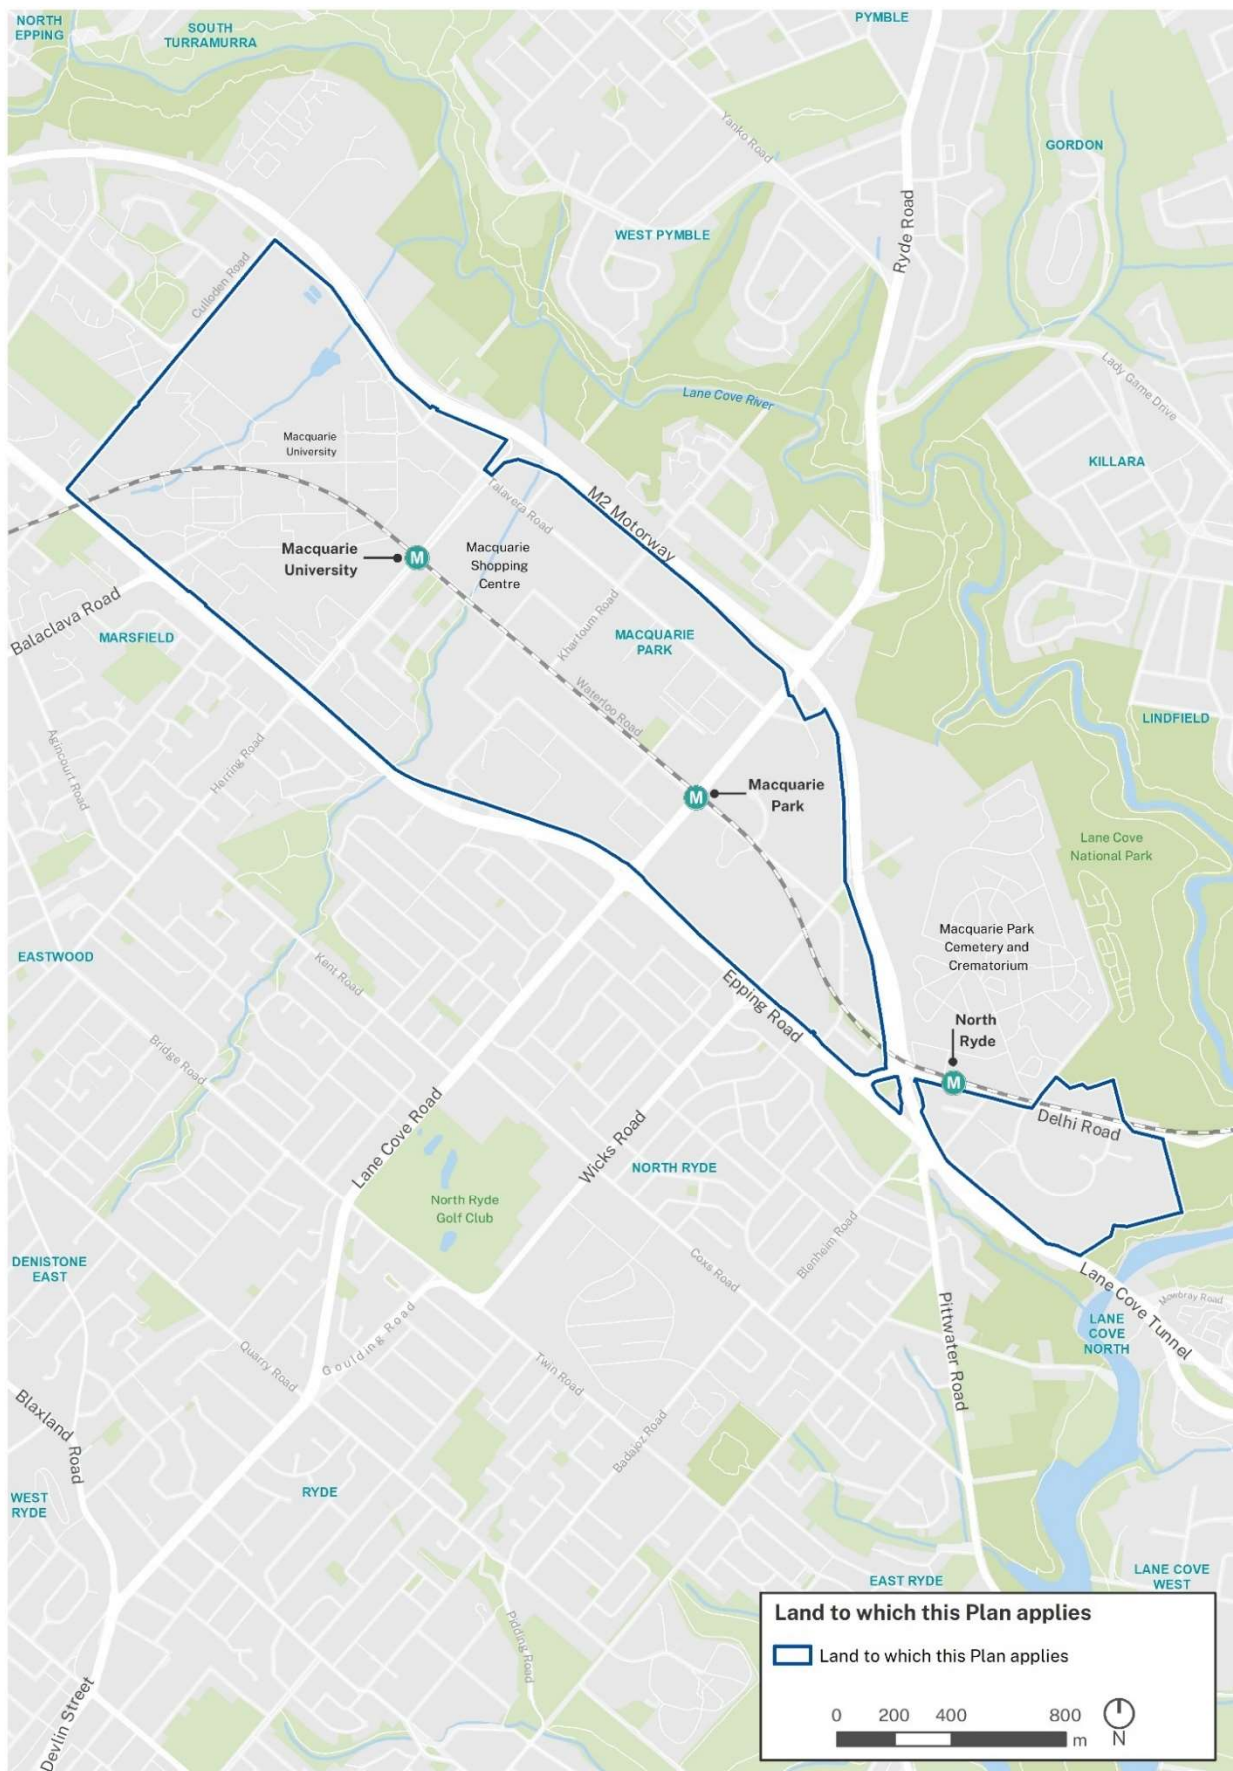 NORTH
EPPING
SOUTH
TURRAMURRA
PYMBLE
Yanko Road
GORDON
WEST PYMBLE
Ryde Road
Culloden Road
Lady Game Drive
Lane Cove River
KILLARA
Macquarie
University
Talavera Road
M2 Motorway
Macquarie
University
M
Macquarie
Shopping
Centre
Balaclava Road
MARSFIELD
Khartoum Road
MACQUARIE
PARK
Waterloo Road
LINDFIELD
Agincourt Road
Herring Road
M
Macquarie
Park
Lane Cove
National Park
EASTWOOD
Kent Road
Macquarie Park
Cemetery and
Crematorium
Epping Road
North
Ryde
M
Bridge Road
Delhi Road
Lane Cove Road
Wicks Road
NORTH RYDE
North Ryde
Golf Club
Blenheim Road
Coxs Road
DENISTONE
EAST
Lane Cove Tunnel
Mowbray Road
LANE
COVE
NORTH
Goulding Road
Quarry Road
Twin Road
Pittwater Road
Blaxland Road
Badajoz Road
WEST
RYDE
RYDE
EAST RYDE
LANE COVE
WEST
Pidding Road
Devlin Street
Land to which this Plan applies
Land to which this Plan applies
0 200 400 800
m
N